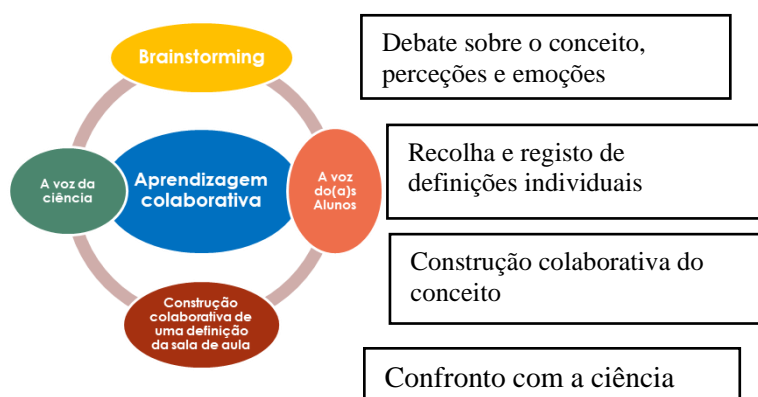 Brainstorming
Debate sobre o conceito,
perceções e emoções
A voz da
ciência
Aprendizagem
colaborativa
A voz
do(a)s
Alunos
Recolha e registo de
definições individuais
Construção
colaborativa de
uma definição
da sala de aula
Construção colaborativa do
conceito
Confronto com a ciência